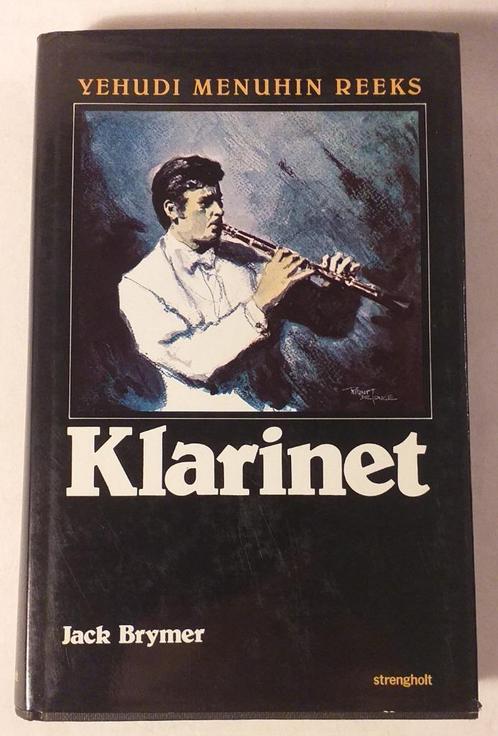 YEHUDI MENUHIN REEKS
Klarinet
Jack Brymer
strengholt